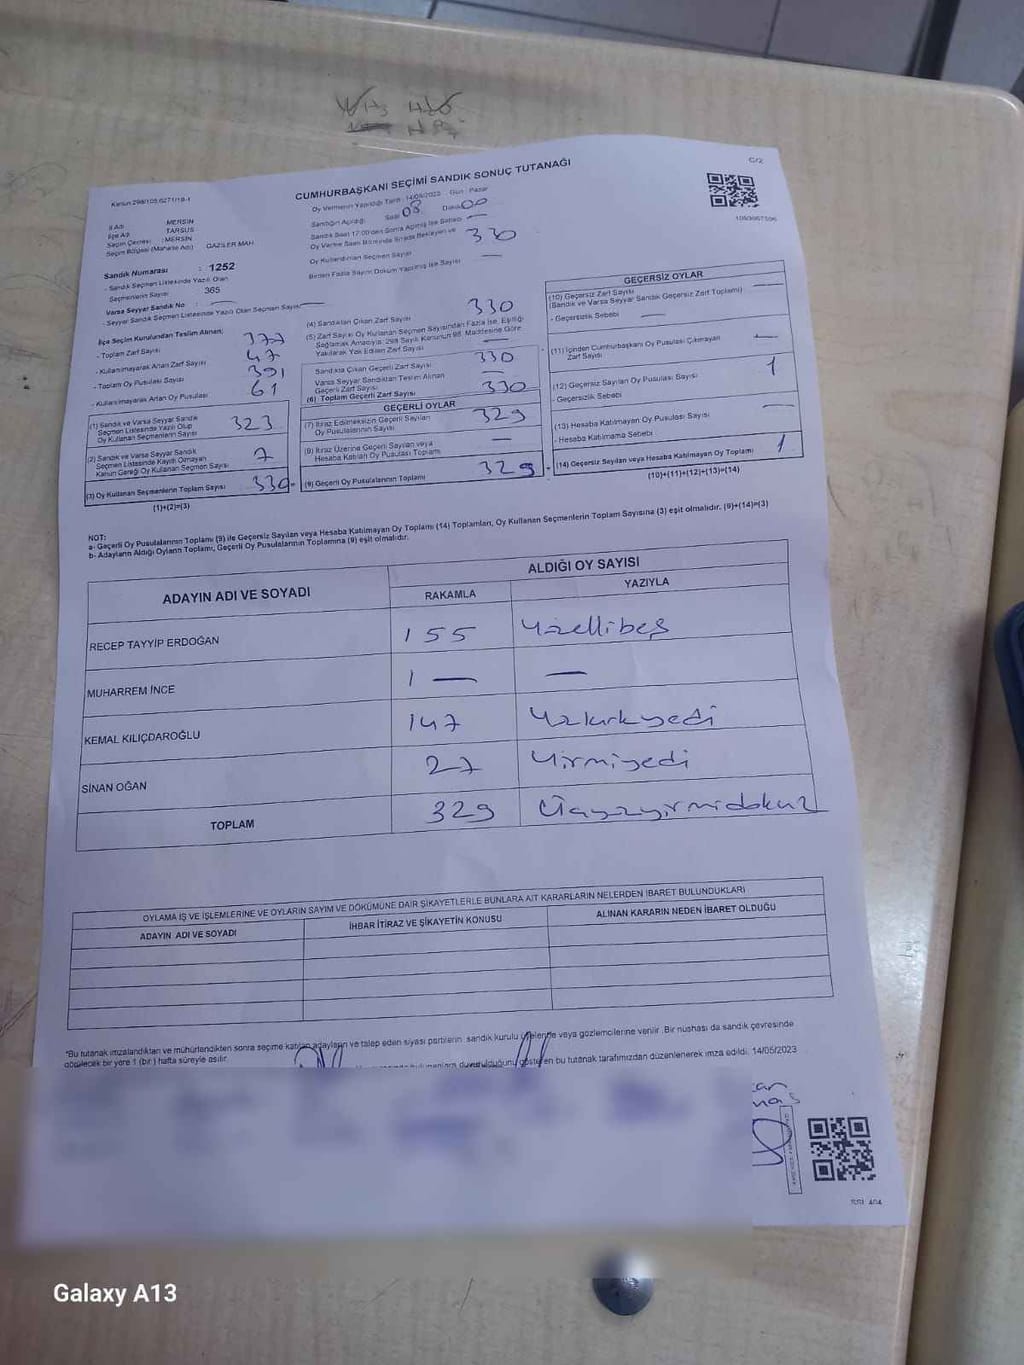 C/2
CUMHURBAŞKANI SEÇİMİ SANDIK SONUÇ TUTANAĞI
Kanun 298/105,6271/18-1
İl Adı : MERSİN
İlçe Adı : TARSUS
Seçim Çevresi : MERSİN
Seçim Bölgesi (Mahalle Adı) : GAZİLER MAH
Sandık Numarası : 1252
- Sandık Seçmen Listesinde Yazılı Olan
Seçmenlerin Sayısı 365
Varsa Seyyar Sandık No : —
- Seyyar Sandık Listesinde Yazılı Olan Seçmen Sayısı —
İlçe Seçim Kurulundan Teslim Alınan;
- Toplam Zarf Sayısı 377
- Kullanılmayarak Artan Zarf Sayısı 47
- Toplam Oy Pusulası Sayısı 391
- Kullanılmayarak Artan Oy Pusulası 61
(1) Sandık ve Varsa Seyyar Sandık
Seçmen Listesinde Yazılı Olup
Oy Kullanan Seçmenlerin Sayısı 323
(2) Sandık ve Varsa Seyyar Sandık
Seçmen Listesinde Kayıtlı Olmayan
Kanun Gereği Oy Kullanan Seçmen Sayısı 7
(3) Oy Kullanan Seçmenlerin Toplam Sayısı 330
(1)+(2)=(3)
Oy Vermenin Yapıldığı Tarih : 14/05/2023 Gün : Pazar
Sandığın Açıldığı Saat 08 Dakika 00
Sandık Saat 17:00'den Sonra Açılmış İse Sebebi —
Oy Verme Saati Bitiminde Sırada Bekleyen ve
Oy Kullandırılan Seçmen Sayısı 330
Birden Fazla Sayım Döküm Yapılmış İse Sayısı —
(4) Sandıktan Çıkan Zarf Sayısı 330
(5) Zarf Sayısı Oy Kullanan Seçmen Sayısından Fazla İse, Eşitliği
Sağlamak Amacıyla, 298 Sayılı Kanunun 98. Maddesine Göre
Yakılarak Yok Edilen Zarf Sayısı —
Sandıkta Çıkan Geçerli Zarf Sayısı 330
Varsa Seyyar Sandıktan Teslim Alınan
Geçerli Zarf Sayısı —
(6) Toplam Geçerli Zarf Sayısı 330
GEÇERLİ OYLAR
(7) İtiraz Edilmeksizin Geçerli Sayılan
Oy Pusulalarının Sayısı 329
(8) İtiraz Üzerine Geçerli Sayılan veya
Hesaba Katılan Oy Pusulası Toplamı —
(9) Geçerli Oy Pusulalarının Toplamı 329
GEÇERSİZ OYLAR
(10) Geçersiz Zarf Sayısı
(Sandık ve Varsa Seyyar Sandık Geçersiz Zarf Toplamı) —
- Geçersizlik Sebebi —
(11) İçinden Cumhurbaşkanı Oy Pusulası Çıkmayan
Zarf Sayısı —
(12) Geçersiz Sayılan Oy Pusulası Sayısı 1
- Geçersizlik Sebebi
(13) Hesaba Katılmayan Oy Pusulası Sayısı —
- Hesaba Katılmama Sebebi
(14) Geçersiz Sayılan veya Hesaba Katılmayan Oy Toplamı 1
(10)+(11)+(12)+(13)=(14)
NOT:
a- Geçerli Oy Pusulalarının Toplamı (9) ile Geçersiz Sayılan veya Hesaba Katılmayan Oy Toplamı (14) Toplamları, Oy Kullanan Seçmenlerin Toplam Sayısına (3) eşit olmalıdır. (9)+(14)=(3)
b- Adayların Aldığı Oyların Toplamı, Geçerli Oy Pusulalarının Toplamına (9) eşit olmalıdır.
ADAYIN ADI VE SOYADI ALDIĞI OY SAYISI
RAKAMLA YAZIYLA
RECEP TAYYİP ERDOĞAN 155 Yüzellibeş
MUHARREM İNCE 1 — —
KEMAL KILIÇDAROĞLU 147 Yüzkırkyedi
SİNAN OĞAN 27 Yirmiyedi
TOPLAM 329 Üçyüzyirmidokuz
OYLAMA İŞ VE İŞLEMLERİNE VE OYLARIN SAYIM VE DÖKÜMÜNE DAİR ŞİKAYETLERLE BUNLARA AİT KARARLARIN NELERDEN İBARET BULUNDUKLARI
ADAYIN ADI VE SOYADI İHBAR İTİRAZ VE ŞİKAYETİN KONUSU ALINAN KARARIN NEDEN İBARET OLDUĞU
*Bu tutanak imzalandıktan ve mühürlendikten sonra seçime katılan adayların ve talep eden siyasi partilerin sandık kurulu üyelerine veya gözlemcilerine verilir. Bir nüshası da sandık çevresinde
görülecek bir yere 1 (bir) hafta süreyle asılır.
bu tutanak tarafımızdan düzenlenerek imza edildi. 14/05/2023
Galaxy A13